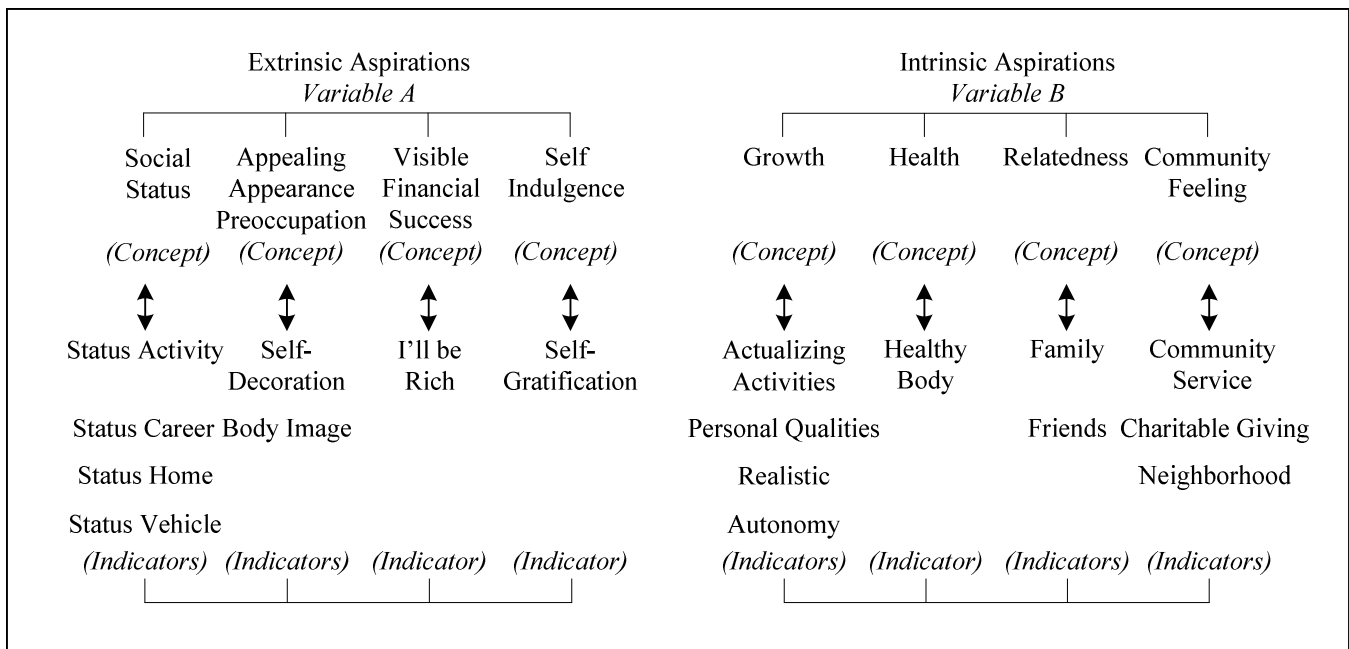 Extrinsic Aspirations
Variable A
Social
Status
(Concept)
Appealing
Appearance
Preoccupation
(Concept)
Visible
Financial
Success
(Concept)
Self
Indulgence
(Concept)
Status Activity
Status Career
Status Home
Status Vehicle
(Indicators)
Self-
Decoration
Body Image
(Indicators)
I'll be
Rich
(Indicator)
Self-
Gratification
(Indicator)
Intrinsic Aspirations
Variable B
Growth
(Concept)
Health
(Concept)
Relatedness
(Concept)
Community
Feeling
(Concept)
Actualizing
Activities
Personal Qualities
Realistic
Autonomy
(Indicators)
Healthy
Body
(Indicator)
Family
Friends
(Indicators)
Community
Service
Charitable Giving
Neighborhood
(Indicators)